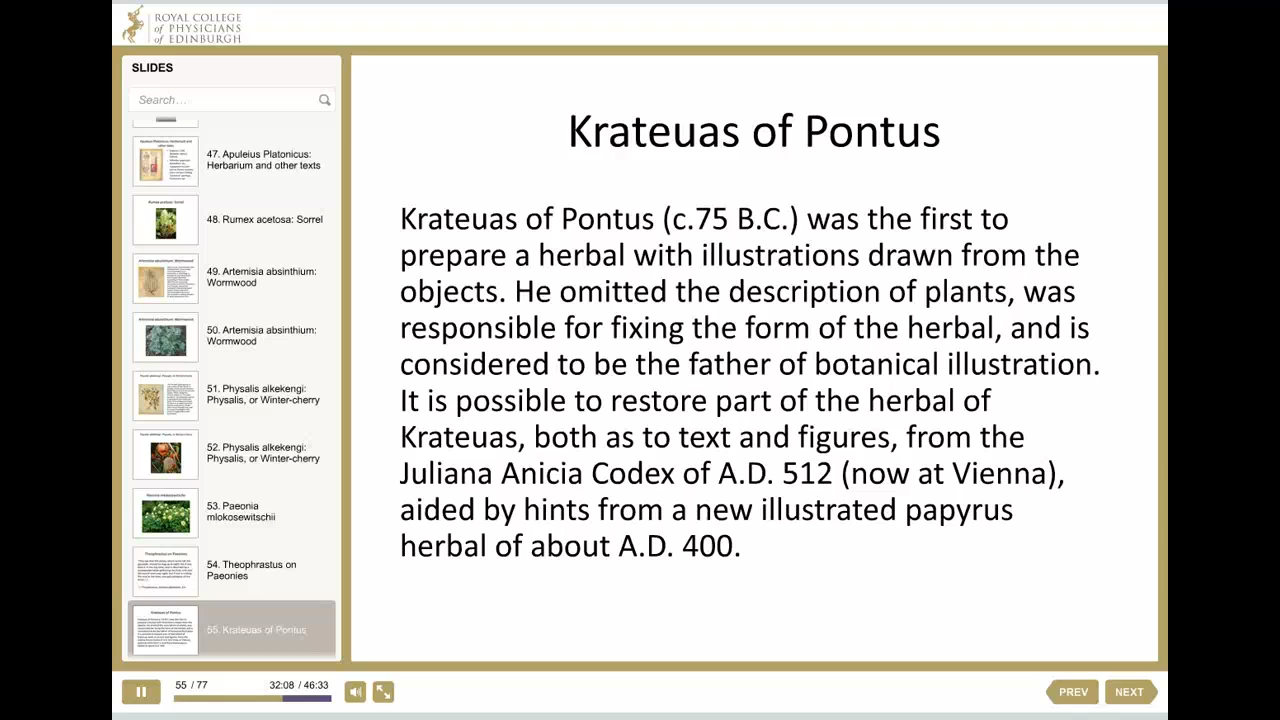 ROYAL COLLEGE
of PHYSICIANS
of EDINBURGH
SLIDES
Search...
47. Apuleius Platonicus:
Herbarium and other texts
48. Rumex acetosa: Sorrel
49. Artemisia absinthium:
Wormwood
50. Artemisia absinthium:
Wormwood
51. Physalis alkekengi:
Physalis, or Winter-cherry
52. Physalis alkekengi:
Physalis, or Winter-cherry
53. Paeonia
mlokosewitschii
54. Theophrastus on
Paeonies
55. Krateuas of Pontus
Krateuas of Pontus
Krateuas of Pontus (c.75 B.C.) was the first to
prepare a herbal with illustrations drawn from the
objects. He omitted the description of plants, was
responsible for fixing the form of the herbal, and is
considered to be the father of botanical illustration.
It is possible to restore part of the herbal of
Krateuas, both as to text and figures, from the
Juliana Anicia Codex of A.D. 512 (now at Vienna),
aided by hints from a new illustrated papyrus
herbal of about A.D. 400.
55 / 77
32:08 / 46:33
PREV
NEXT